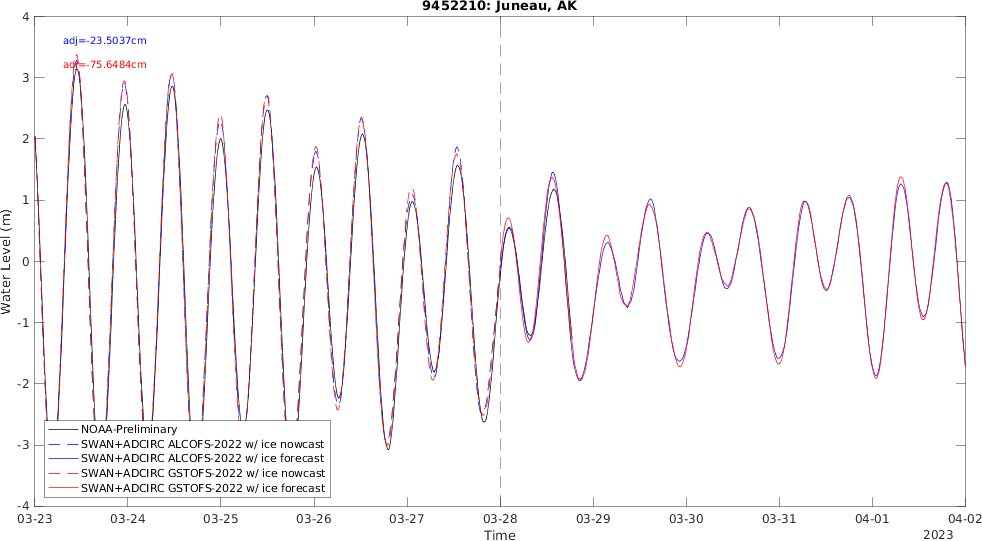 9452210: Juneau, AK
adj=-23.5037cm
adj=-75.6484cm
4
3
2
1
0
-1
-2
-3
-4
Water Level (m)
NOAA-Preliminary
SWAN+ADCIRC ALCOFS-2022 w/ ice nowcast
SWAN+ADCIRC ALCOFS-2022 w/ ice forecast
SWAN+ADCIRC GSTOFS-2022 w/ ice nowcast
SWAN+ADCIRC GSTOFS-2022 w/ ice forecast
03-23 03-24 03-25 03-26 03-27 03-28 03-29 03-30 03-31 04-01 04-02
Time
2023